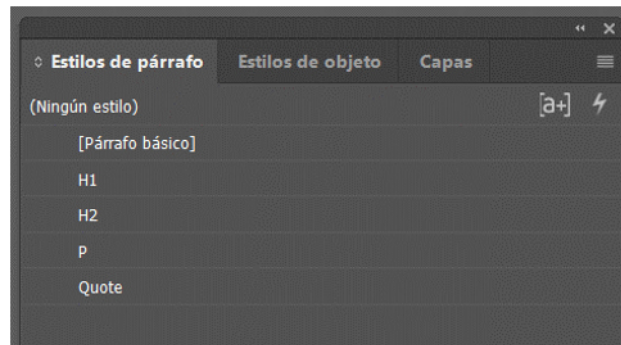 Estilos de párrafo Estilos de objeto Capas
(Ningún estilo) [a+]
[Párrafo básico]
H1
H2
P
Quote